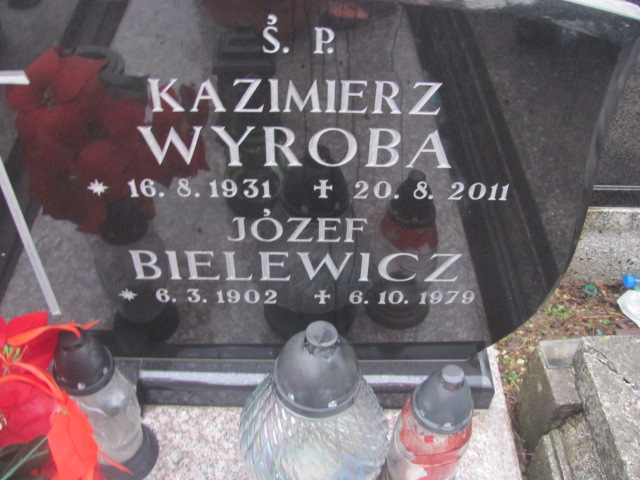 Ś. P.
KAZIMIERZ
WYROBA
* 16.8.1931 ✝ 20.8.2011
JÓZEF
BIELEWICZ
* 6.3.1902 ✝ 6.10.1979